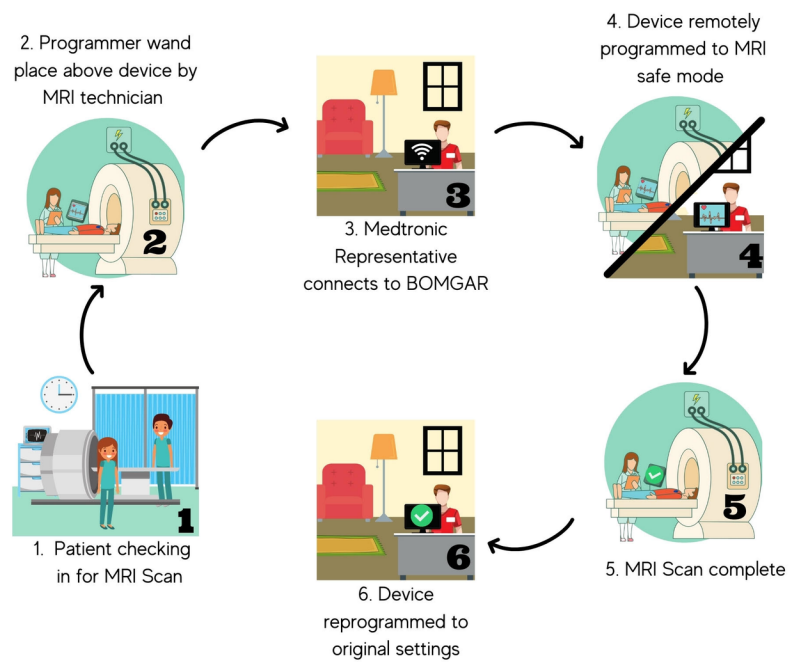 1. Patient checking
in for MRI Scan
1
2. Programmer wand
place above device by
MRI technician
2
3
3. Medtronic
Representative
connects to BOMGAR
4. Device remotely
programmed to MRI
safe mode
4
5
5. MRI Scan complete
6
6. Device
reprogrammed to
original settings